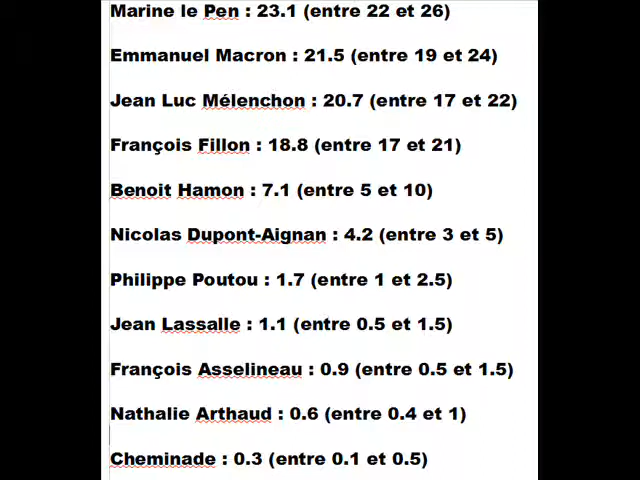 Marine le Pen : 23.1 (entre 22 et 26)
Emmanuel Macron : 21.5 (entre 19 et 24)
Jean Luc Mélenchon : 20.7 (entre 17 et 22)
François Fillon : 18.8 (entre 17 et 21)
Benoit Hamon : 7.1 (entre 5 et 10)
Nicolas Dupont-Aignan : 4.2 (entre 3 et 5)
Philippe Poutou : 1.7 (entre 1 et 2.5)
Jean Lassalle : 1.1 (entre 0.5 et 1.5)
François Asselineau : 0.9 (entre 0.5 et 1.5)
Nathalie Arthaud : 0.6 (entre 0.4 et 1)
Cheminade : 0.3 (entre 0.1 et 0.5)